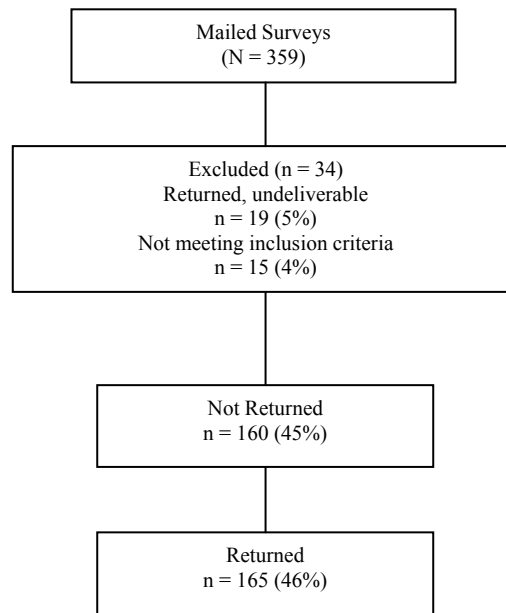 Mailed Surveys
(N = 359)
Excluded (n = 34)
Returned, undeliverable
n = 19 (5%)
Not meeting inclusion criteria
n = 15 (4%)
Not Returned
n = 160 (45%)
Returned
n = 165 (46%)